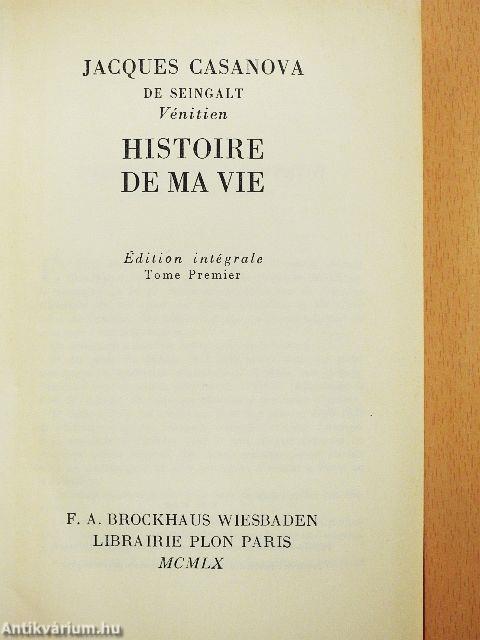 JACQUES CASANOVA
DE SEINGALT
Vénitien
HISTOIRE
DE MA VIE
Édition intégrale
Tome Premier
F. A. BROCKHAUS WIESBADEN
LIBRAIRIE PLON PARIS
MCMLX
Antikvárium.hu